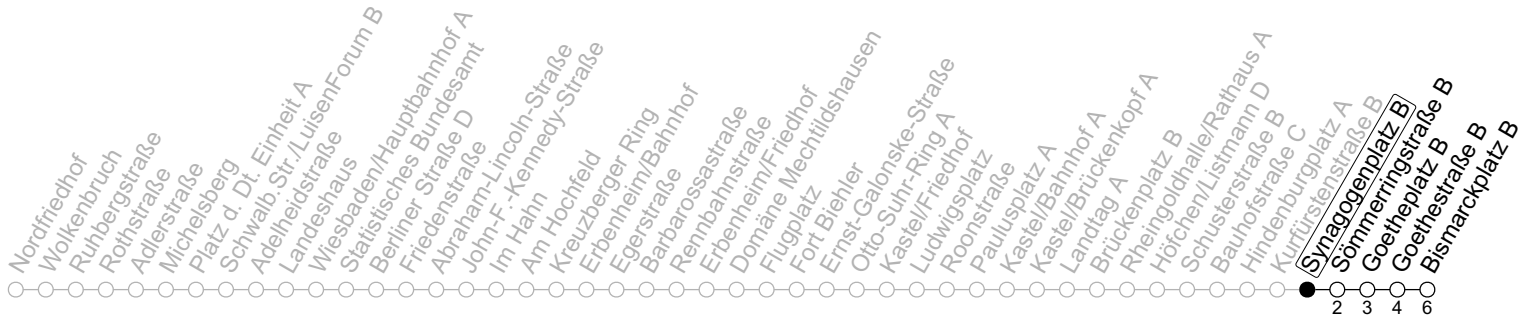 Nordfriedhof
Wolkenbruch
Ruhbergstraße
Rothstraße
Adlerstraße
Michelsberg
Platz d. Dt. Einheit A
Schwalb.Str./LuisenForum B
Adelheidstraße
Landeshaus
Wiesbaden/Hauptbahnhof A
Statistisches Bundesamt
Berliner Straße D
Friedenstraße
Abraham-Lincoln-Straße
John-F.-Kennedy-Straße
Im Hahn
Am Hochfeld
Kreuzberger Ring
Erbenheim/Bahnhof
Egerstraße
Barbarossastraße
Rennbahnstraße
Erbenheim/Friedhof
Domäne Mechtildshausen
Flugplatz
Fort Biehler
Ernst-Galonske-Straße
Otto-Suhr-Ring A
Kastel/Friedhof
Ludwigsplatz
Roonstraße
Paulusplatz A
Kastel/Bahnhof A
Kastel/Brückenkopf A
Landtag A
Brückenplatz B
Rheingoldhalle/Rathaus A
Höfchen/Listmann D
Schusterstraße B
Bauhofstraße C
Hindenburgplatz A
Kurfürstenstraße B
Synagogenplatz B
Sömmerringstraße B
Goetheplatz B
Goethestraße B
Bismarckplatz B
2 3 4 6